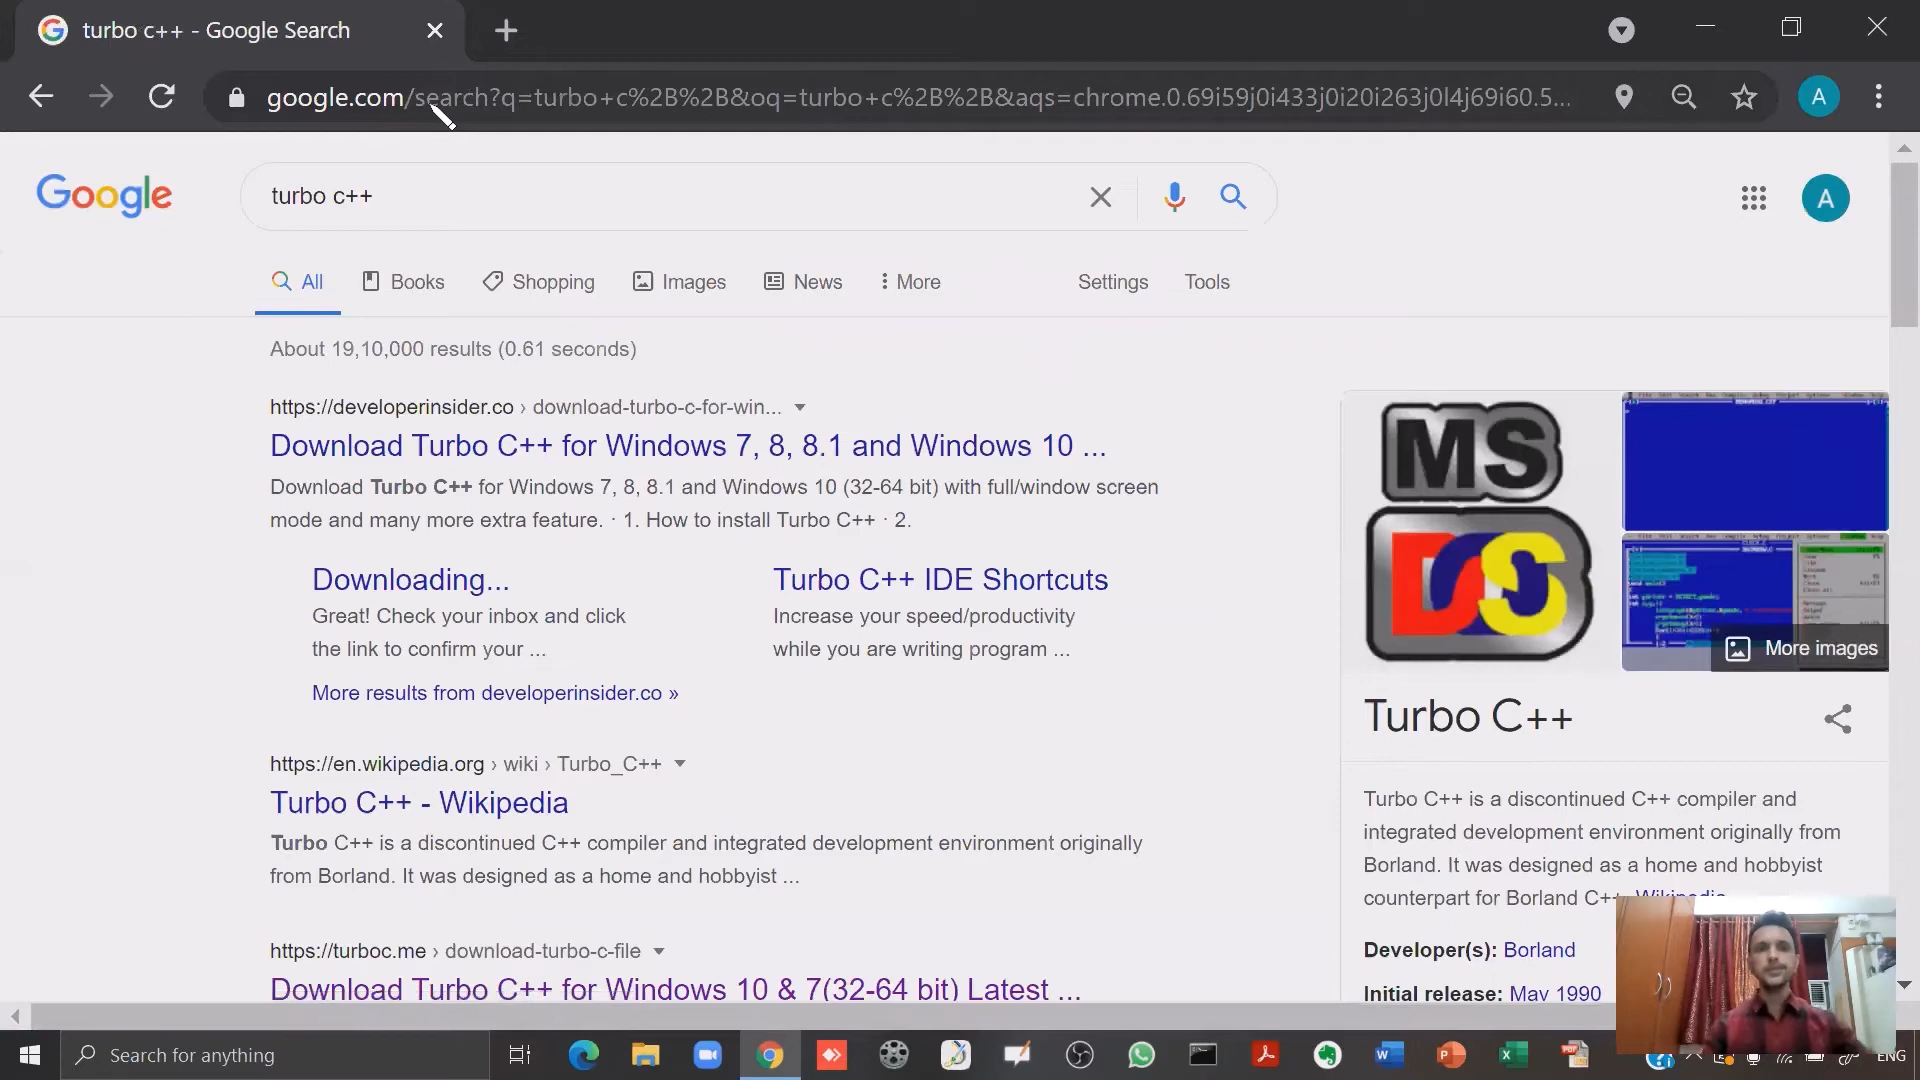 turbo c++ - Google Search
google.com/search?q=turbo+c%2B%2B&oq=turbo+c%2B%2B&aqs=chrome.0.69i59j0i433j0i20i263j0l4j69i60.5...
A
Google
turbo c++
A
All
Books
Shopping
Images
News
More
Settings
Tools
About 19,10,000 results (0.61 seconds)
https://developerinsider.co › download-turbo-c-for-win...
Download Turbo C++ for Windows 7, 8, 8.1 and Windows 10 ...
Download Turbo C++ for Windows 7, 8, 8.1 and Windows 10 (32-64 bit) with full/window screen
mode and many more extra feature. · 1. How to install Turbo C++ · 2.
Downloading...
Great! Check your inbox and click
the link to confirm your ...
Turbo C++ IDE Shortcuts
Increase your speed/productivity
while you are writing program ...
More results from developerinsider.co »
https://en.wikipedia.org › wiki › Turbo_C++
Turbo C++ - Wikipedia
Turbo C++ is a discontinued C++ compiler and integrated development environment originally
from Borland. It was designed as a home and hobbyist ...
https://turboc.me › download-turbo-c-file
Download Turbo C++ for Windows 10 & 7(32-64 bit) Latest ...
MS
DOS
More images
Turbo C++
Turbo C++ is a discontinued C++ compiler and
integrated development environment originally from
Borland. It was designed as a home and hobbyist
counterpart for Borland C++. Wikipedia
Developer(s): Borland
Initial release: May 1990
Search for anything
ENG